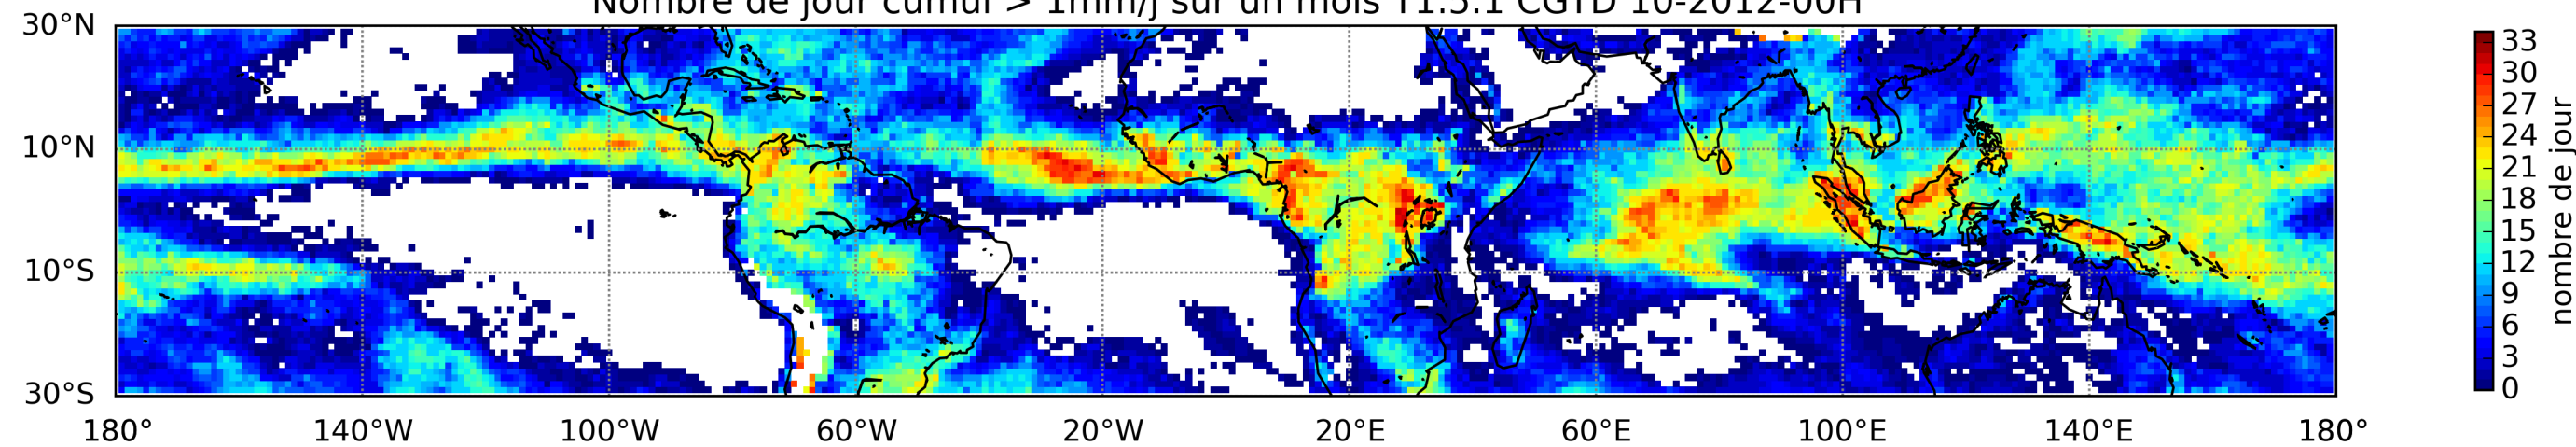 Nombre de jour cumul > 1mm/j sur un mois T1.5.1 CGTD 10-2012-00H
30°N
10°N
10°S
30°S
180° 140°W 100°W 60°W 20°W 20°E 60°E 100°E 140°E 180°
33
30
27
24
21
18
15
12
9
6
3
0
nombre de jour